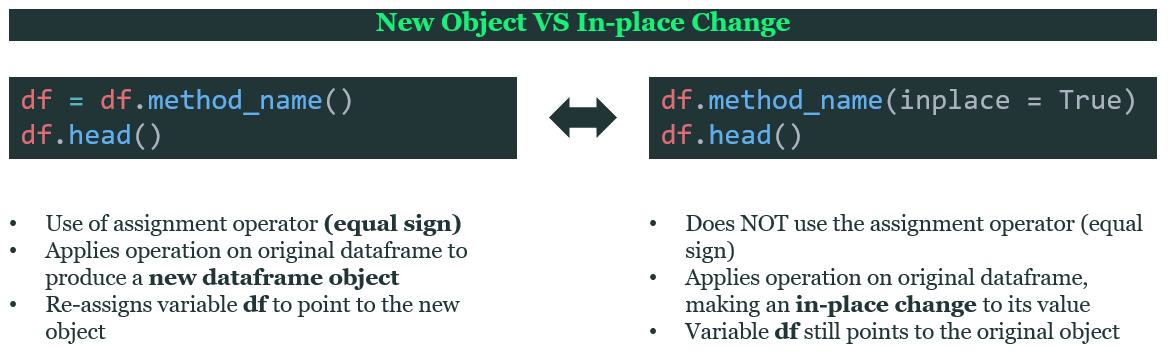 New Object VS In-place Change
df = df.method_name()
df.head()
df.method_name(inplace = True)
df.head()
• Use of assignment operator (equal sign)
• Applies operation on original dataframe to
produce a new dataframe object
• Re-assigns variable df to point to the new
object
• Does NOT use the assignment operator (equal
sign)
• Applies operation on original dataframe,
making an in-place change to its value
• Variable df still points to the original object